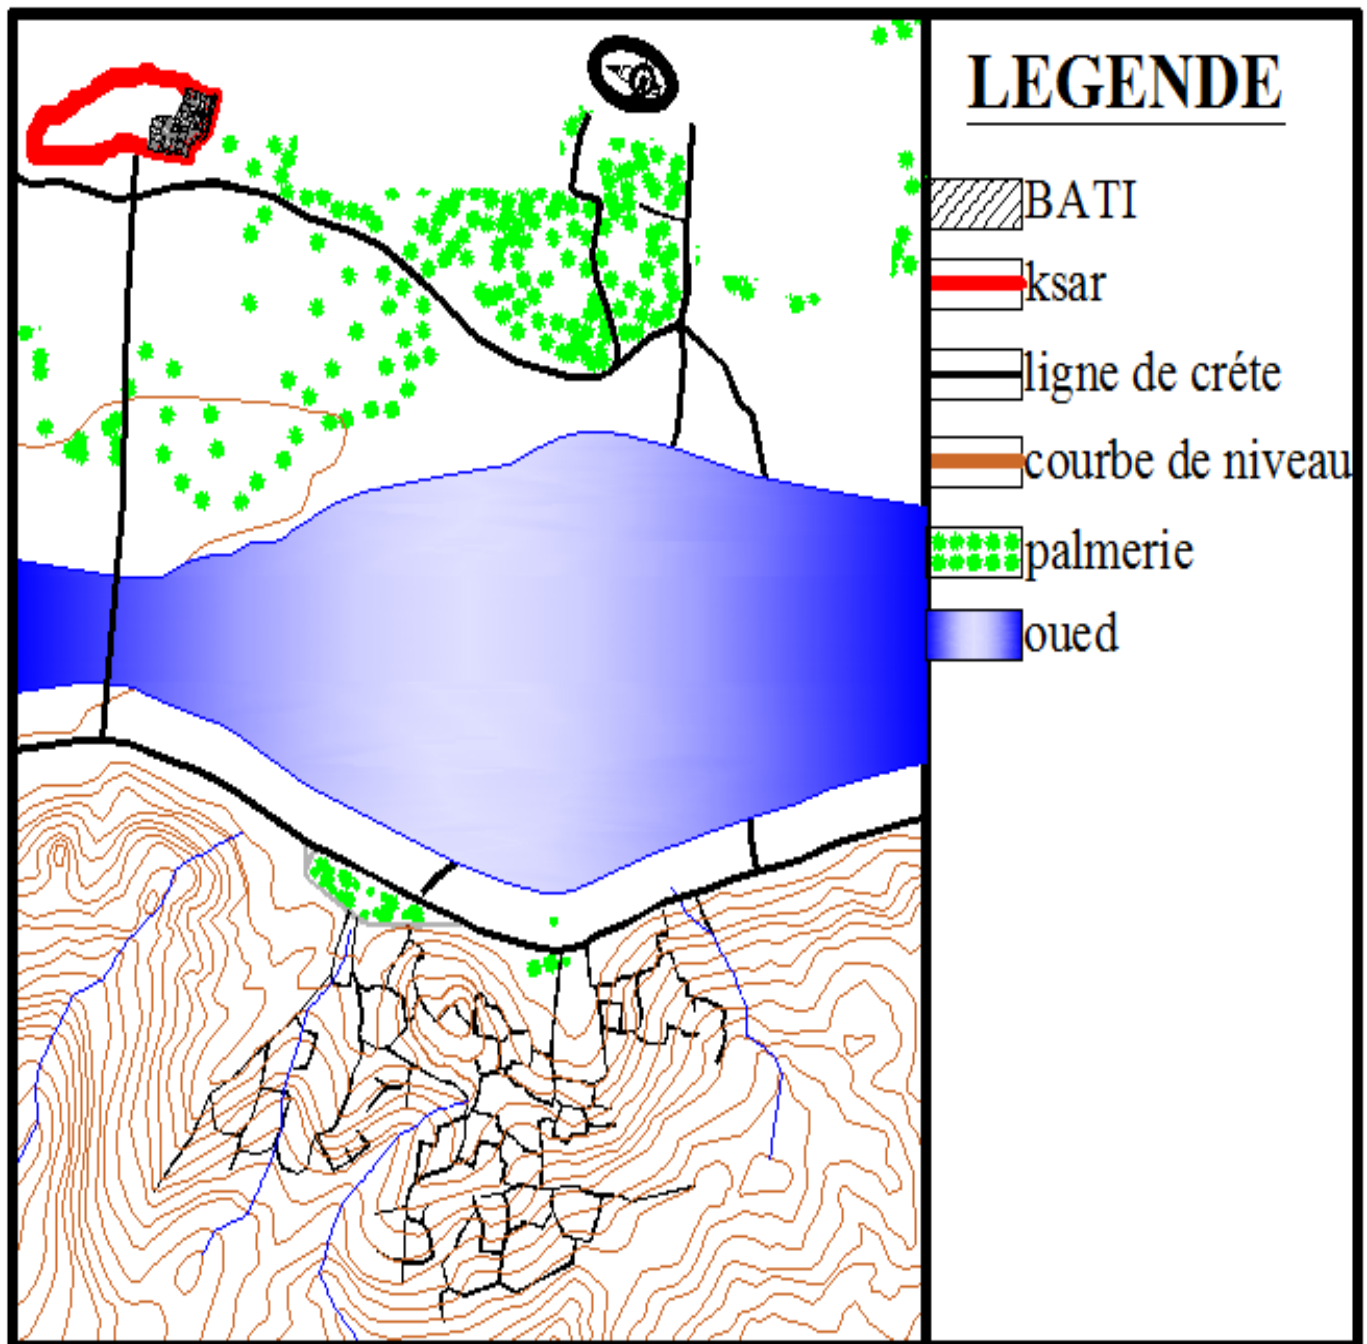 LEGENDE
BATI
ksar
ligne de créte
courbe de niveau
palmerie
oued